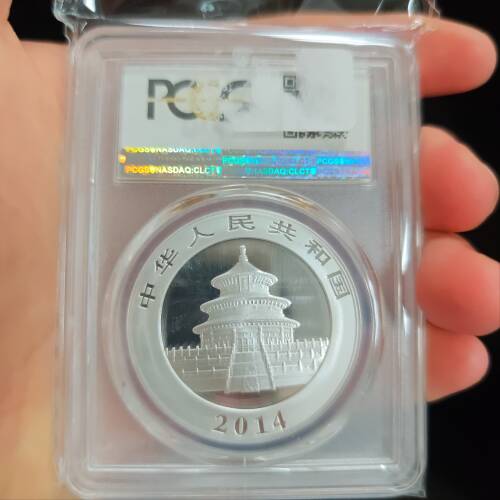 PCGS
PCGS NASDAQ:CLCT
PCGS NASDAQ:CLCT
中华人民共和国
2014